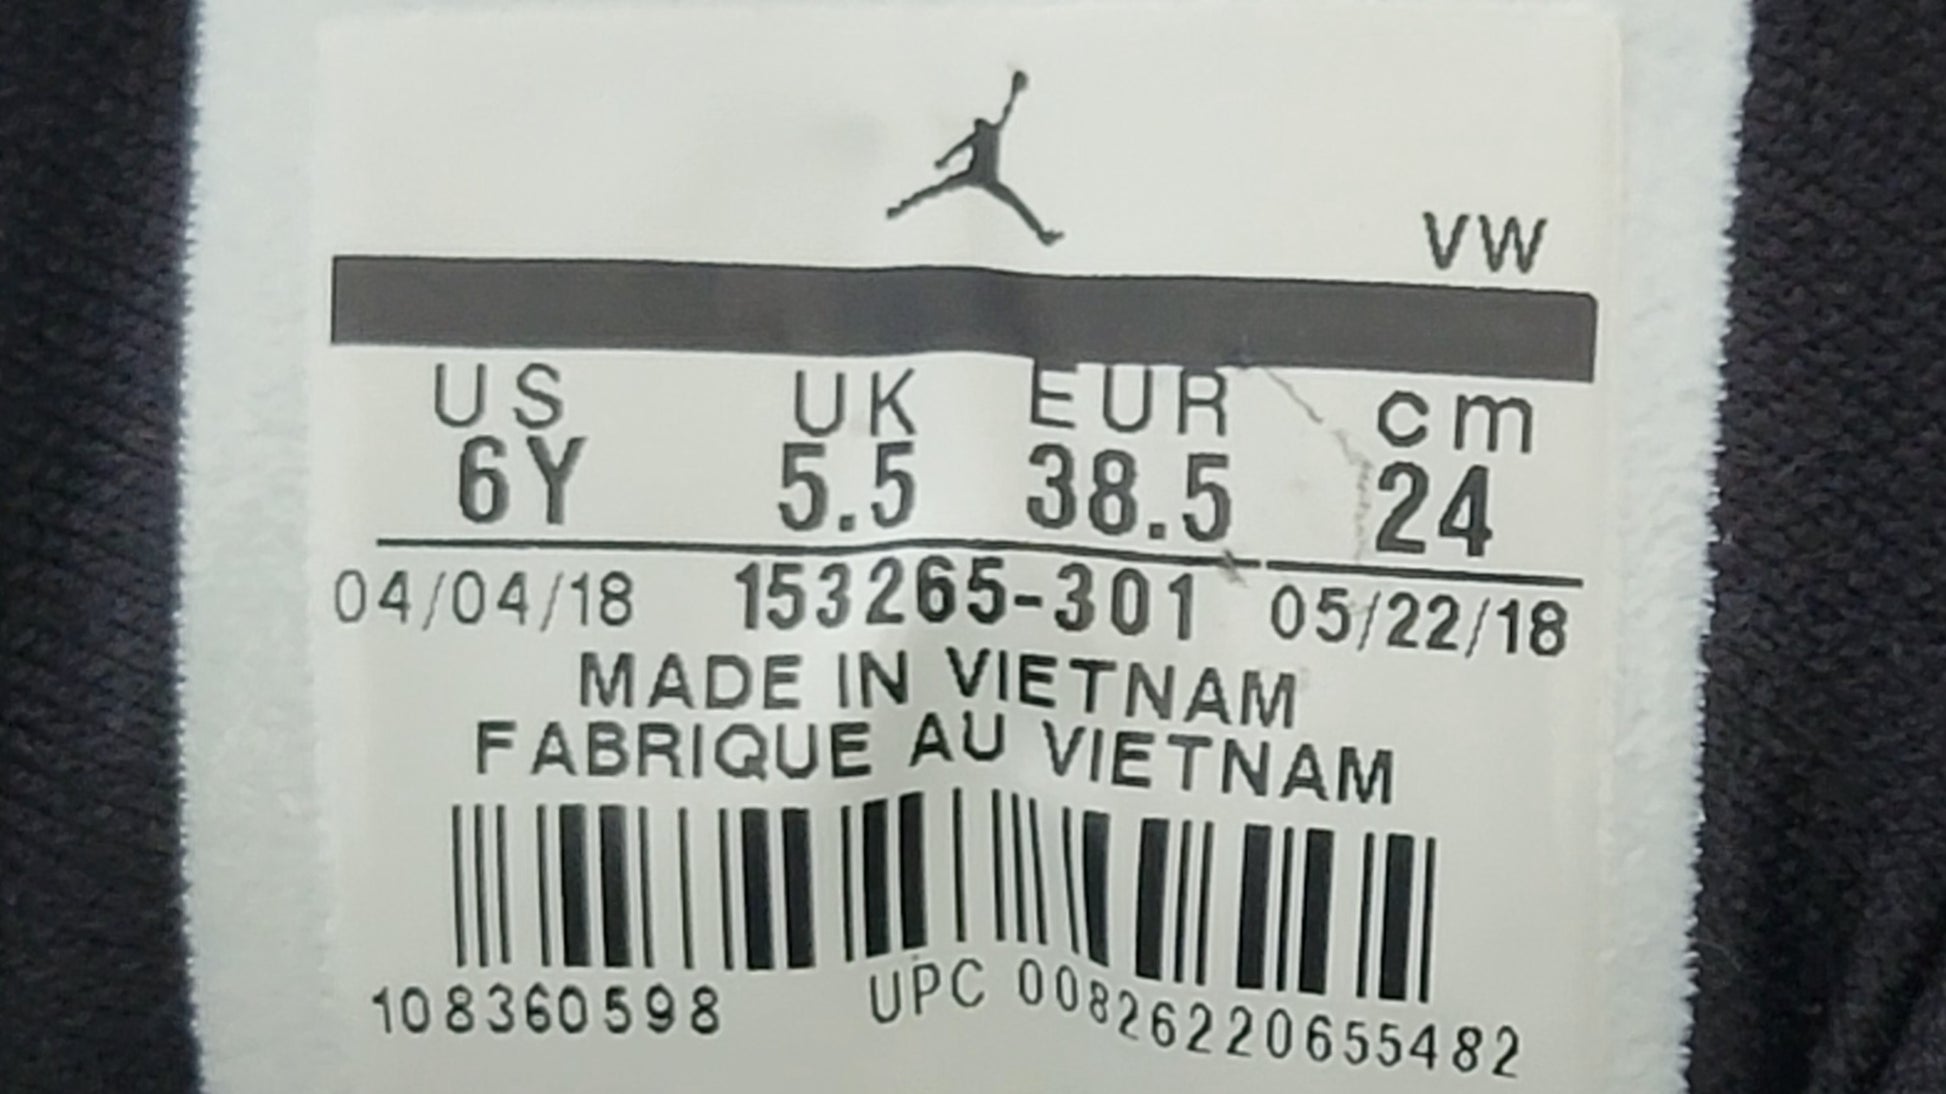 VW
US UK EUR cm
6Y 5.5 38.5 24
04/04/18 153265-301 05/22/18
MADE IN VIETNAM
FABRIQUE AU VIETNAM
108360598 UPC 00826220655482